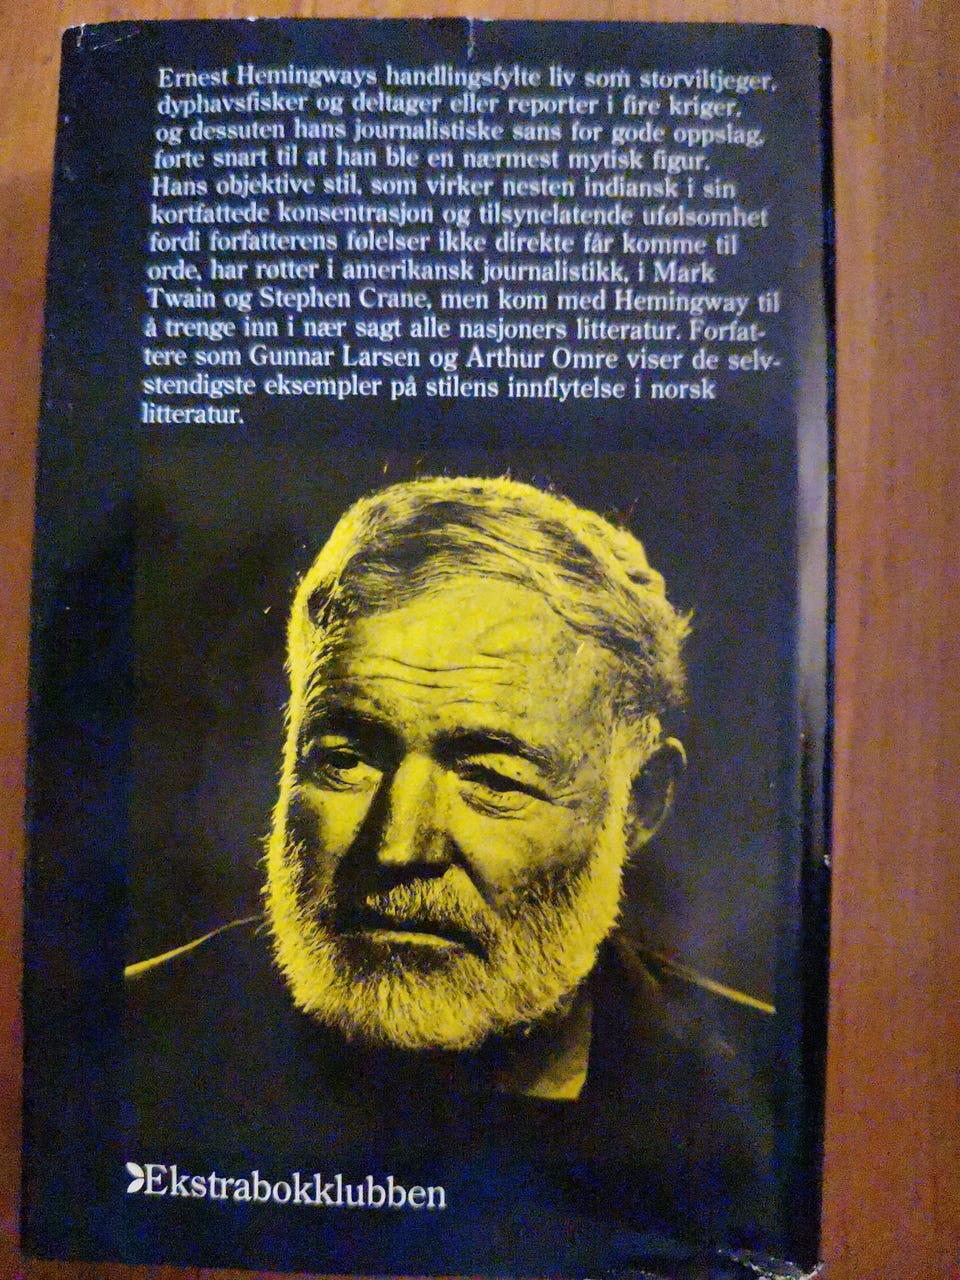 Ernest Hemingways handlingsfylte liv som storviltjeger,
dyphavsfisker og deltager eller reporter i fire kriger,
og dessuten hans journalistiske sans for gode oppslag,
førte snart til at han ble en nærmest mytisk figur.
Hans objektive stil, som virker nesten indiansk i sin
kortfattede konsentrasjon og tilsynelatende ufølsomhet
fordi forfatterens følelser ikke direkte får komme til
orde, har røtter i amerikansk journalistikk, i Mark
Twain og Stephen Crane, men kom med Hemingway til
å trenge inn i nær sagt alle nasjoners litteratur. Forfat-
tere som Gunnar Larsen og Arthur Omre viser de selv-
stendigste eksempler på stilens innflytelse i norsk
litteratur.
Ekstrabokklubben